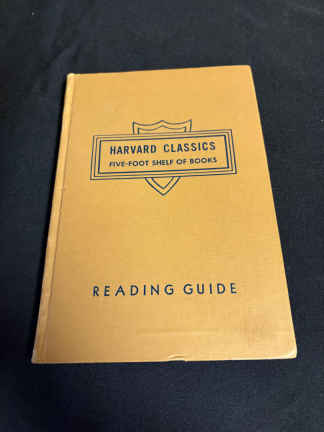 HARVARD CLASSICS
FIVE-FOOT SHELF OF BOOKS
READING GUIDE